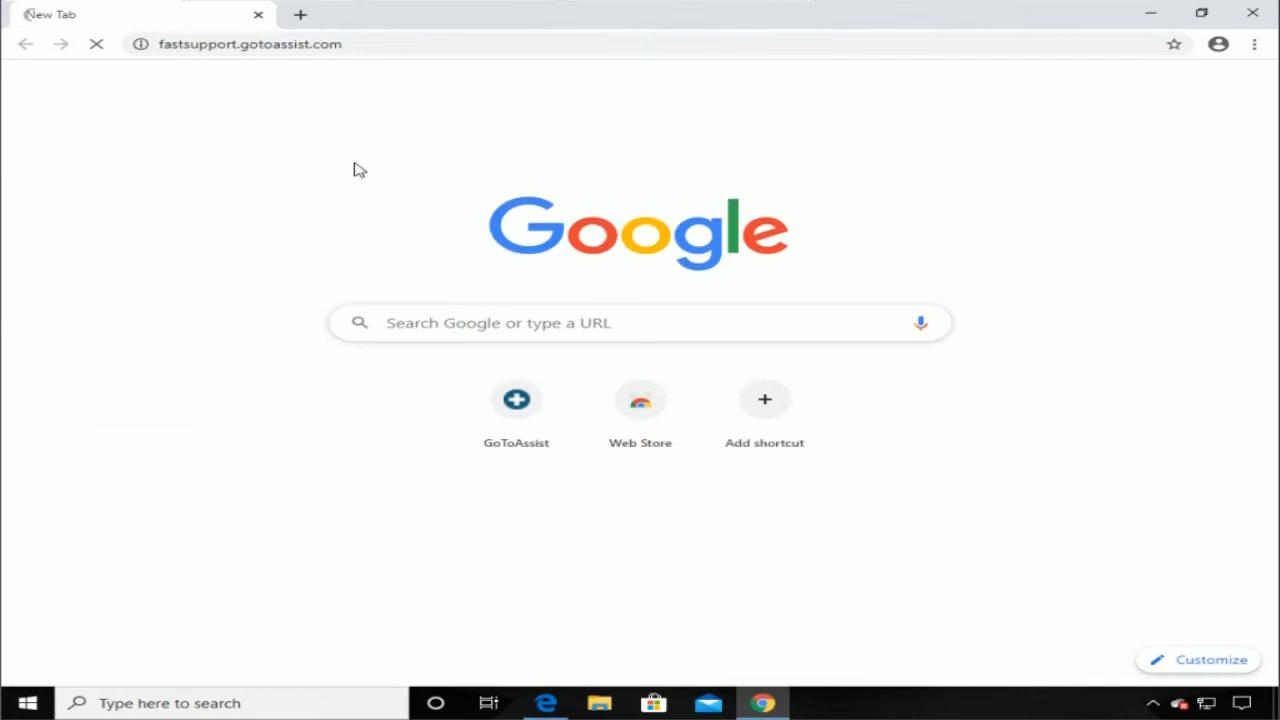 New Tab
fastsupport.gotoassist.com
Google
Search Google or type a URL
GoToAssist
Web Store
Add shortcut
Customize
Type here to search